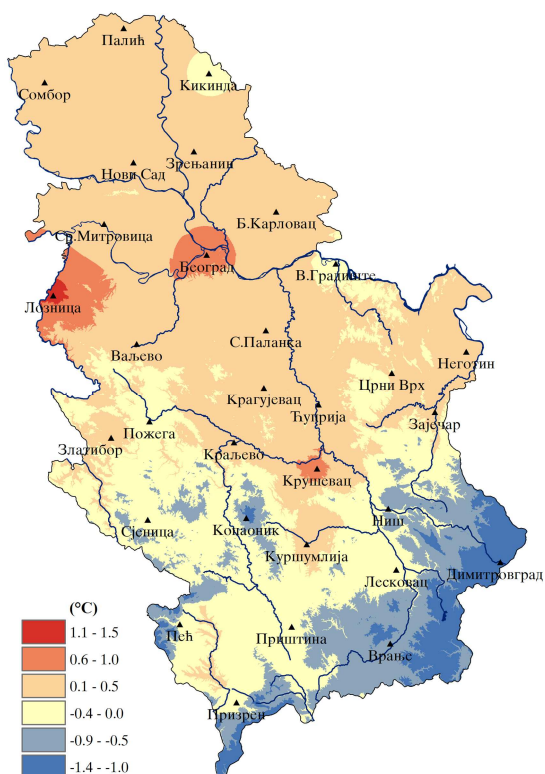 Палић
Сомбор
Кикинда
Нови Сад
Зрењанин
Б.Карловац
Ср.Митровица
Београд
В.Градиште
Лозница
Ваљево
С.Паланка
Неготин
Црни Врх
Крагујевац
Ћуприја
Зајечар
Пожега
Златибор
Краљево
Крушевац
Сјеница
Копаоник
Ниш
Куршумлија
Лесковац
Димитровград
Пећ
Приштина
Врање
Призрен
(°C)
1.1 - 1.5
0.6 - 1.0
0.1 - 0.5
-0.4 - 0.0
-0.9 - -0.5
-1.4 - -1.0